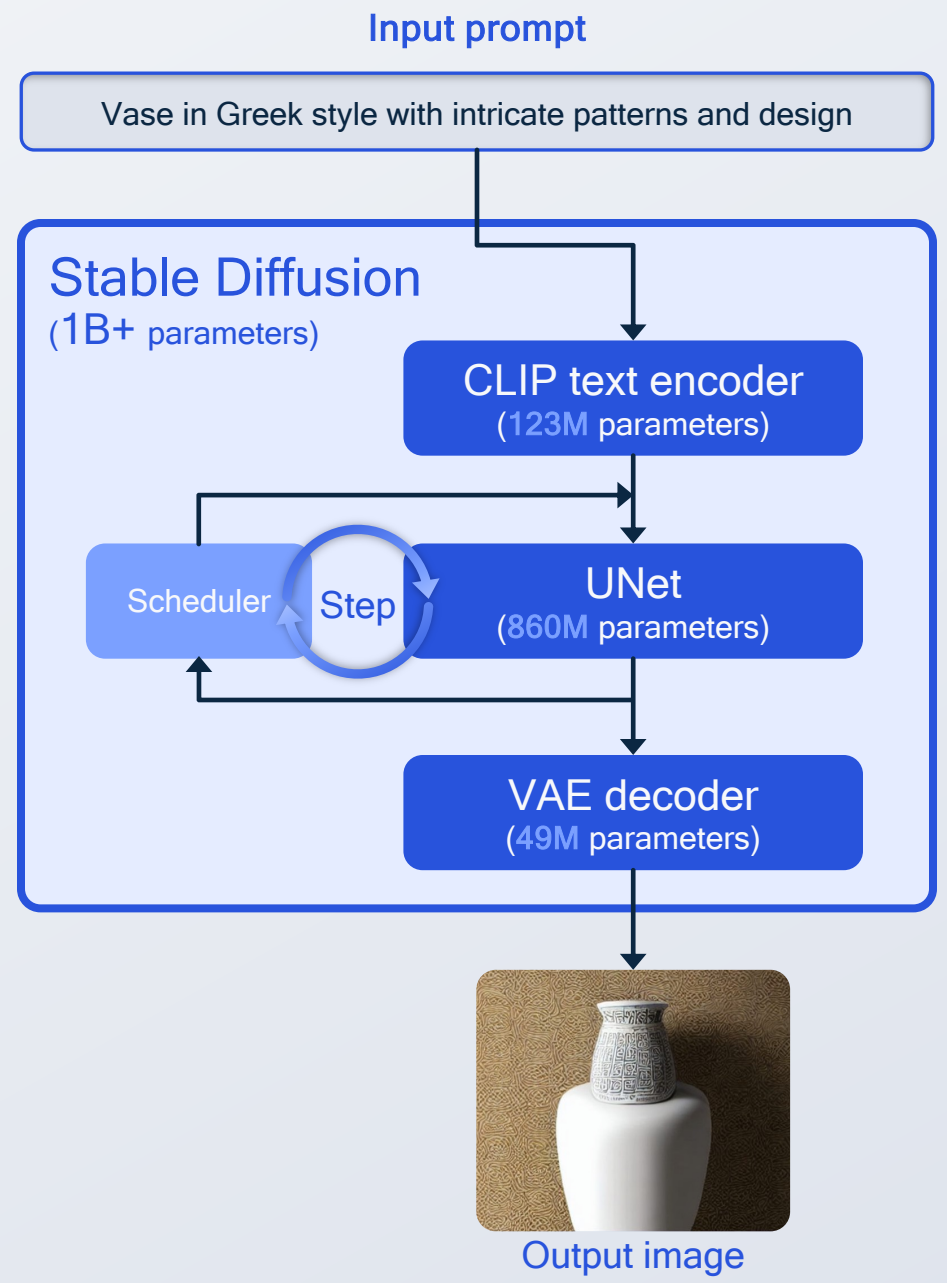 Input prompt
Vase in Greek style with intricate patterns and design
Stable Diffusion
(1B+ parameters)
CLIP text encoder
(123M parameters)
Scheduler
Step
UNet
(860M parameters)
VAE decoder
(49M parameters)
Output image